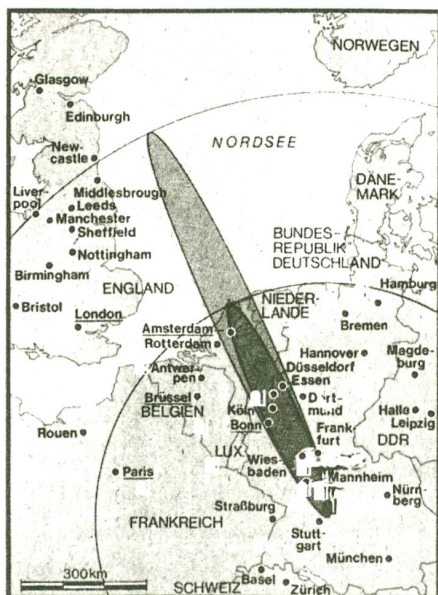 NORWEGEN
Glasgow
Edinburgh
NORDSEE
New-
castle
DÄNE-
MARK
Middlesbrough
Liver-
pool
Leeds
Manchester
Sheffield
BUNDES-
REPUBLIK
DEUTSCHLAND
Nottingham
Birmingham
ENGLAND
Hamburg
NIEDER-
LANDE
Bristol
London
Bremen
Amsterdam
Rotterdam
Hannover
Düsseldorf
Essen
Magde-
burg
Antwer-
pen
Brüssel
BELGIEN
Dort-
mund
Köln
Bonn
Halle
Leipzig
DDR
Rouen
Frank-
furt
LUX
Wies-
baden
Paris
Mannheim
Nürn-
berg
Straßburg
FRANKREICH
Stutt-
gart
München
300km
Basel
SCHWEIZ
Zürich